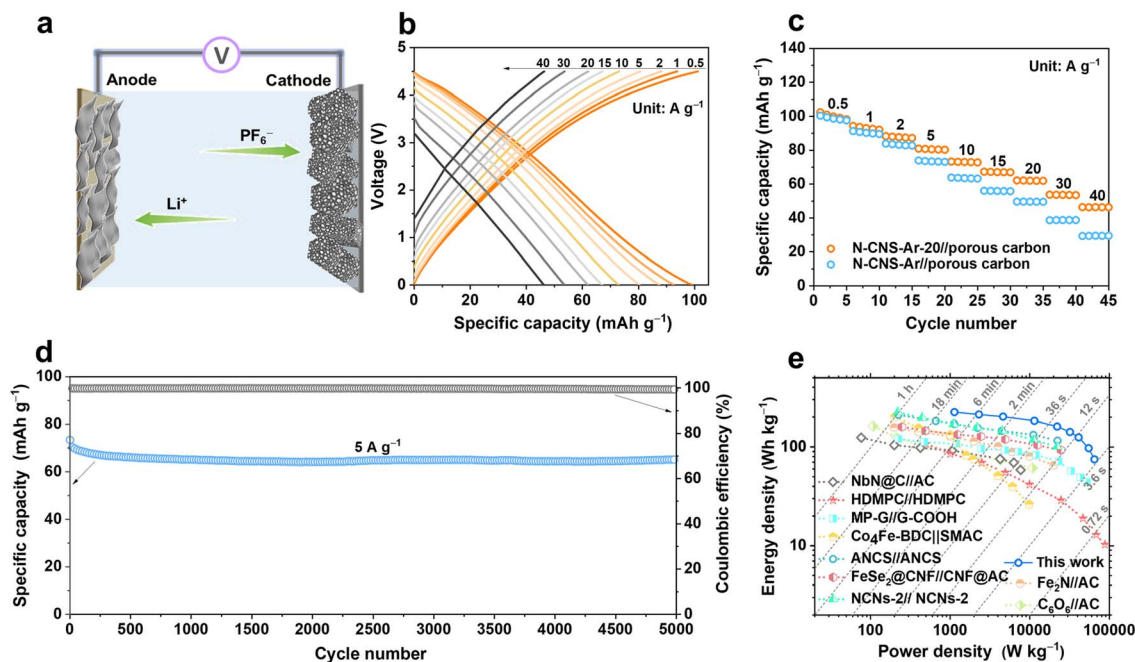 a
V
Anode
Cathode
PF₆⁻
Li⁺
b
5
4
3
2
1
0
Voltage (V)
40 30 20 15 10 5 2 1 0.5
Unit: A g⁻¹
0 20 40 60 80 100
Specific capacity (mAh g⁻¹)
c
140
120
100
80
60
40
20
0
Specific capacity (mAh g⁻¹)
Unit: A g⁻¹
0.5
1
2
5
10
15
20
30
40
N-CNS-Ar-20//porous carbon
N-CNS-Ar//porous carbon
0 5 10 15 20 25 30 35 40 45
Cycle number
d
100
90
80
70
60
50
40
30
20
10
0
Specific capacity (mAh g⁻¹)
5 A g⁻¹
100
80
60
40
20
0
Coulombic efficiency (%)
0 500 1000 1500 2000 2500 3000 3500 4000 4500 5000
Cycle number
e
1 h
18 min
6 min
2 min
36 s
12 s
3.6 s
0.72 s
100
10
Energy density (Wh kg⁻¹)
NbN@C//AC
HDMPC//HDMPC
MP-G//G-COOH
Co₄Fe-BDC||SMAC
ANCS//ANCS
FeSe₂@CNF//CNF@AC
NCNs-2// NCNs-2
This work
Fe₂N//AC
C₆O₆//AC
100 1000 10000 100000
Power density (W kg⁻¹)